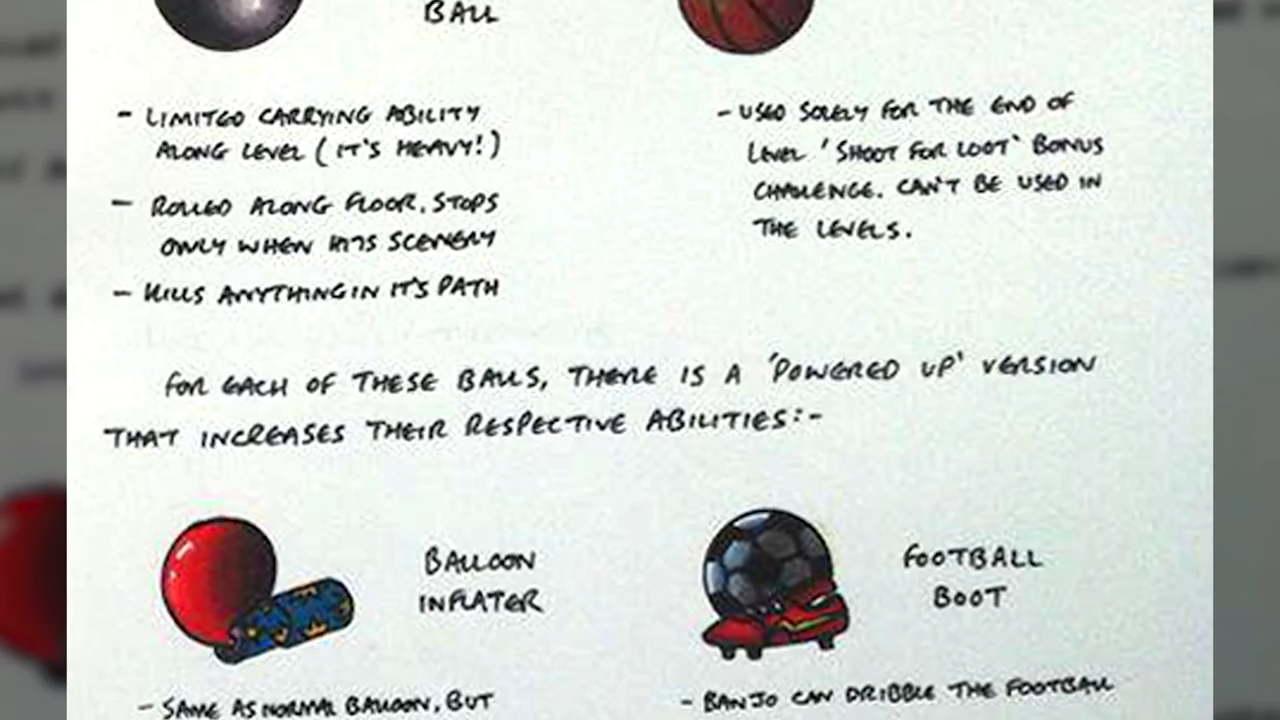 BALL
- LIMITED CARRYING ABILITY
ALONG LEVEL (IT'S HEAVY!)
- ROLLED ALONG FLOOR. STOPS
ONLY WHEN HITS SCENERY
- KILLS ANYTHING IN IT'S PATH
- USED SOLELY FOR THE END OF
LEVEL 'SHOOT FOR LOOT' BONUS
CHALLENGE. CAN'T BE USED IN
THE LEVELS.
FOR EACH OF THESE BALLS, THERE IS A 'POWERED UP' VERSION
THAT INCREASES THEIR RESPECTIVE ABILITIES:-
BALLOON
INFLATER
FOOTBALL
BOOT
- SAME AS NORMAL BALLOON, BUT
- BANJO CAN DRIBBLE THE FOOTBALL